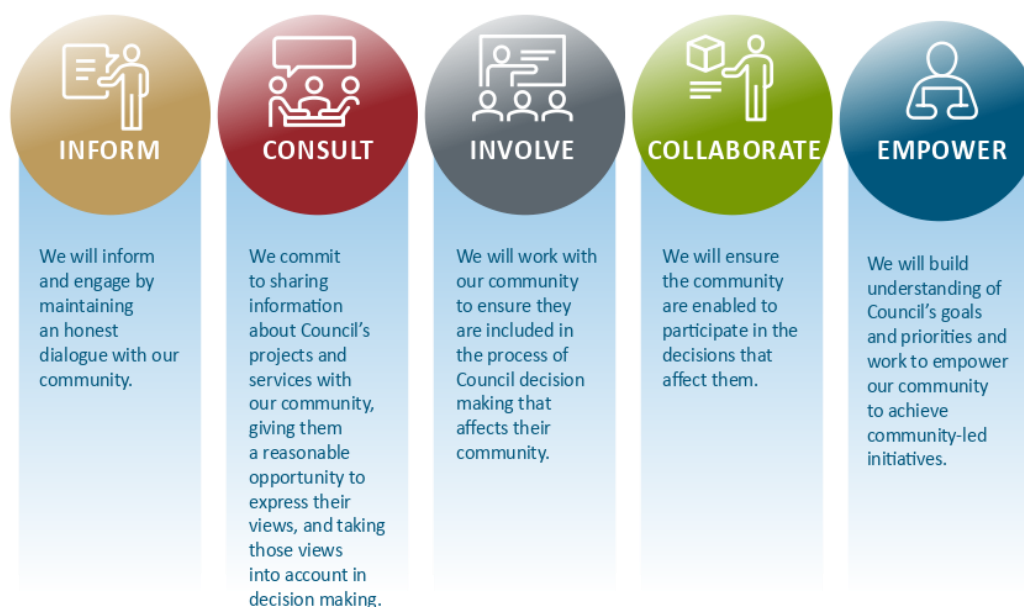 INFORM
We will inform
and engage by
maintaining
an honest
dialogue with our
community.
CONSULT
We commit
to sharing
information
about Council’s
projects and
services with
our community,
giving them
a reasonable
opportunity to
express their
views, and taking
those views
into account in
decision making.
INVOLVE
We will work with
our community
to ensure they
are included in
the process of
Council decision
making that
affects their
community.
COLLABORATE
We will ensure
the community
are enabled to
participate in the
decisions that
affect them.
EMPOWER
We will build
understanding of
Council’s goals
and priorities and
work to empower
our community
to achieve
community-led
initiatives.